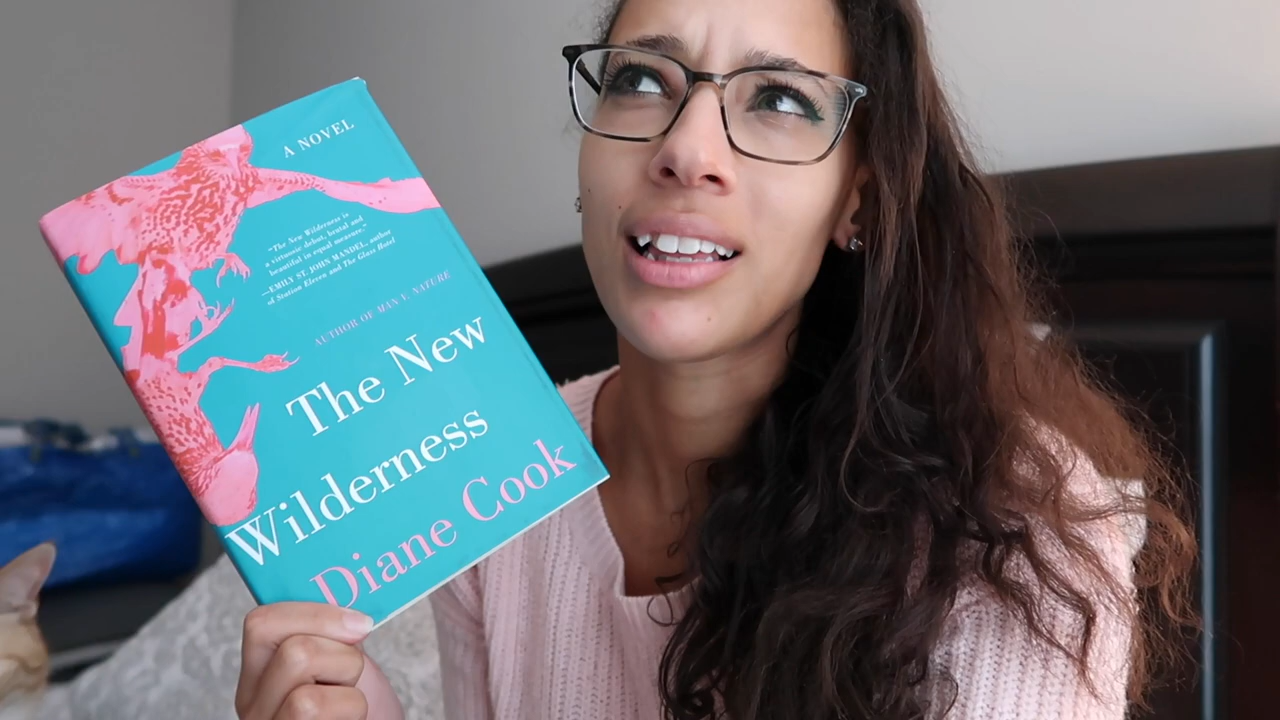 A NOVEL
"The New Wilderness is
a virtuosic debut, brutal and
beautiful in equal measure."
—EMILY ST. JOHN MANDEL, author
of Station Eleven and The Glass Hotel
AUTHOR OF MAN V. NATURE
The New
Wilderness
Diane Cook